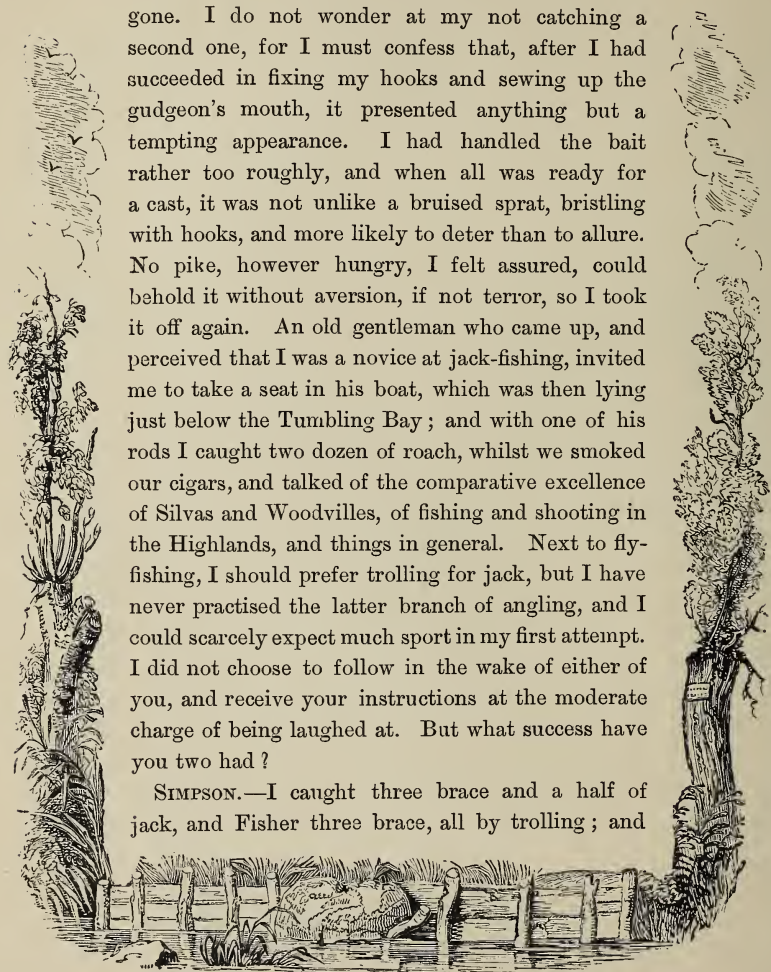 gone. I do not wonder at my not catching a
second one, for I must confess that, after I had
succeeded in fixing my hooks and sewing up the
gudgeon's mouth, it presented anything but a
tempting appearance. I had handled the bait
rather too roughly, and when all was ready for
a cast, it was not unlike a bruised sprat, bristling
with hooks, and more likely to deter than to allure.
No pike, however hungry, I felt assured, could
behold it without aversion, if not terror, so I took
it off again. An old gentleman who came up, and
perceived that I was a novice at jack-fishing, invited
me to take a seat in his boat, which was then lying
just below the Tumbling Bay; and with one of his
rods I caught two dozen of roach, whilst we smoked
our cigars, and talked of the comparative excellence
of Silvas and Woodvilles, of fishing and shooting in
the Highlands, and things in general. Next to fly-
fishing, I should prefer trolling for jack, but I have
never practised the latter branch of angling, and I
could scarcely expect much sport in my first attempt.
I did not choose to follow in the wake of either of
you, and receive your instructions at the moderate
charge of being laughed at. But what success have
you two had?
SIMPSON.—I caught three brace and a half of
jack, and Fisher three brace, all by trolling; and